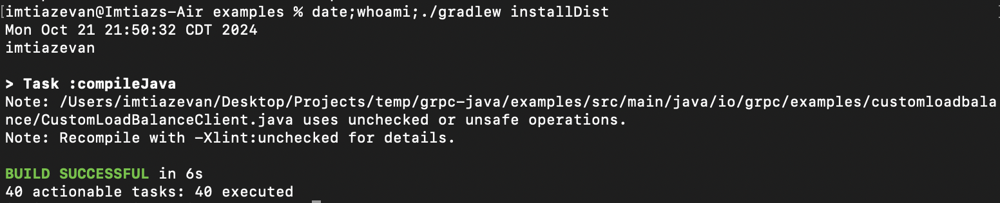 [imtiazevan@Imtiazs-Air examples % date;whoami;./gradlew installDist
Mon Oct 21 21:50:32 CDT 2024
imtiazevan
> Task :compileJava
Note: /Users/imtiazevan/Desktop/Projects/temp/grpc-java/examples/src/main/java/io/grpc/examples/customloadbala
nce/CustomLoadBalanceClient.java uses unchecked or unsafe operations.
Note: Recompile with -Xlint:unchecked for details.
BUILD SUCCESSFUL in 6s
40 actionable tasks: 40 executed